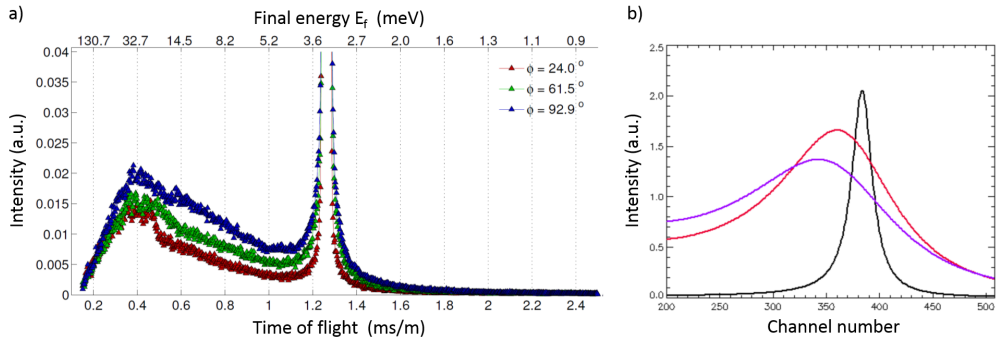 a)
Final energy Ef (meV)
130.7 32.7 14.5 8.2 5.2 3.6 2.7 2.0 1.6 1.3 1.1 0.9
0.04
0.035
0.03
0.025
0.02
0.015
0.01
0.005
0
Intensity (a.u.)
ϕ = 24.0 o
ϕ = 61.5 o
ϕ = 92.9 o
0.2 0.4 0.6 0.8 1 1.2 1.4 1.6 1.8 2 2.2 2.4
Time of flight (ms/m)
b)
2.5
2.0
1.5
1.0
0.5
0.0
Intensity (a.u.)
200 250 300 350 400 450 500
Channel number